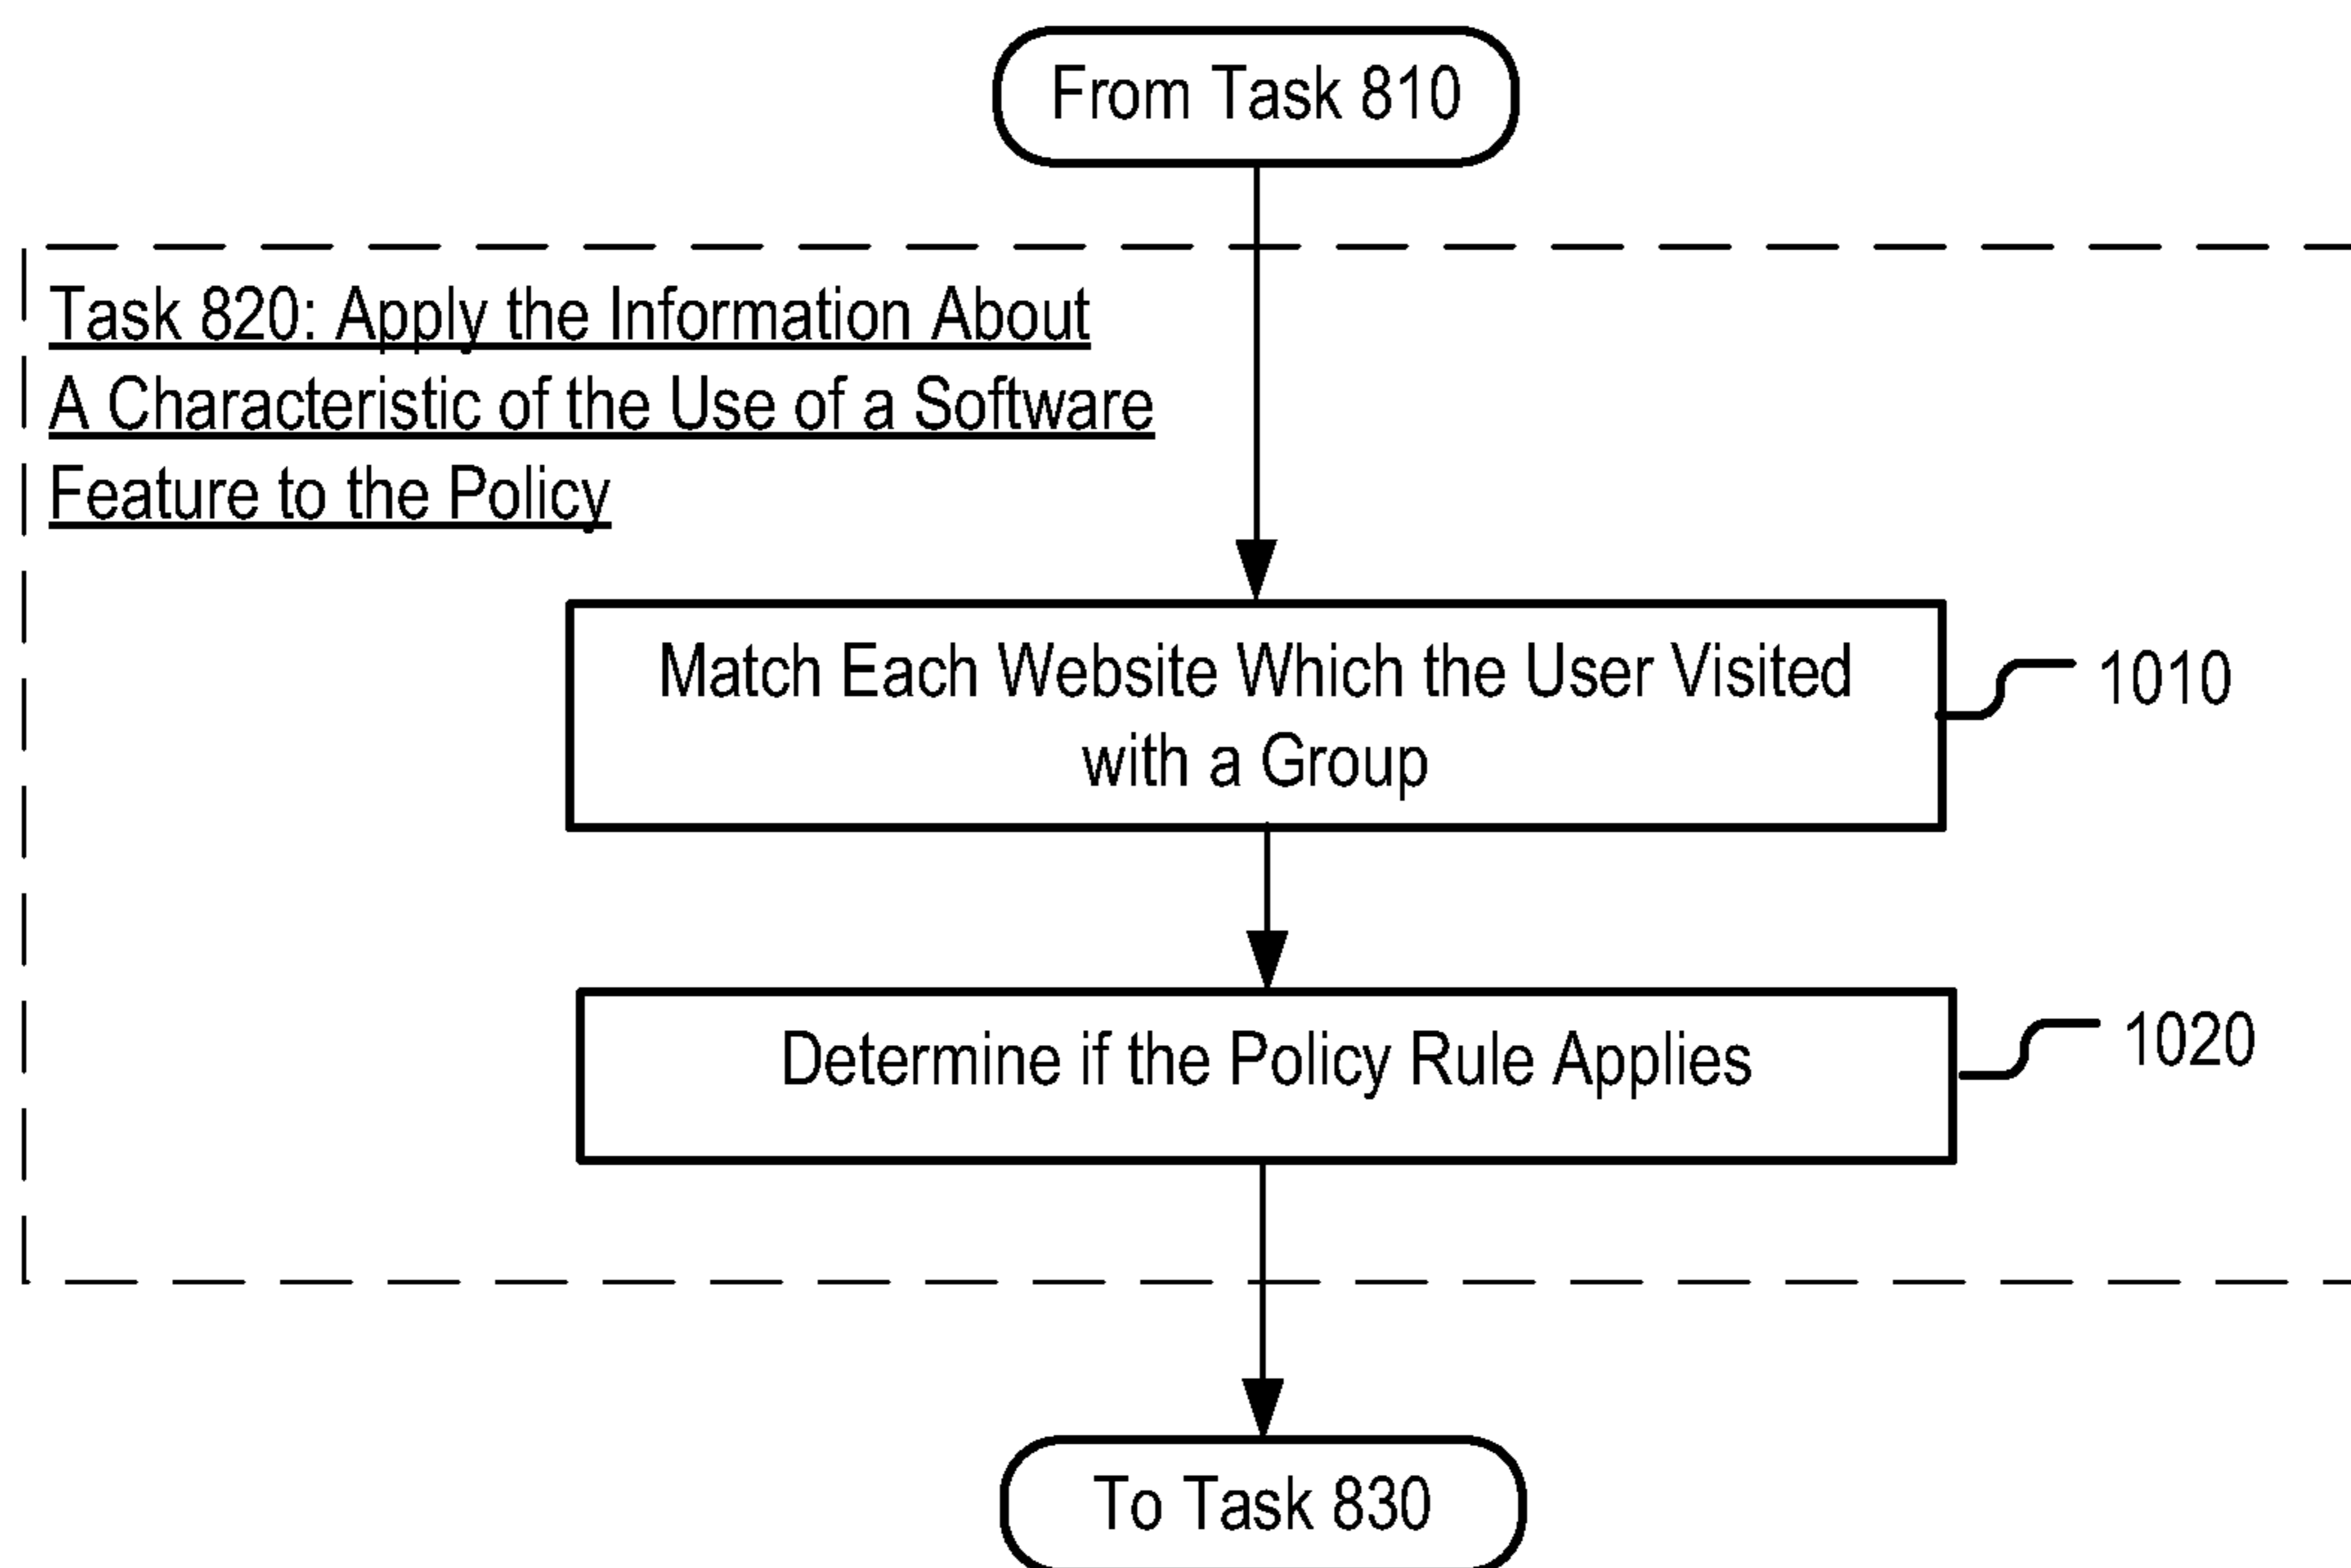 From Task 810
Task 820: Apply the Information About
A Characteristic of the Use of a Software
Feature to the Policy
Match Each Website Which the User Visited
with a Group
1010
Determine if the Policy Rule Applies
1020
To Task 830